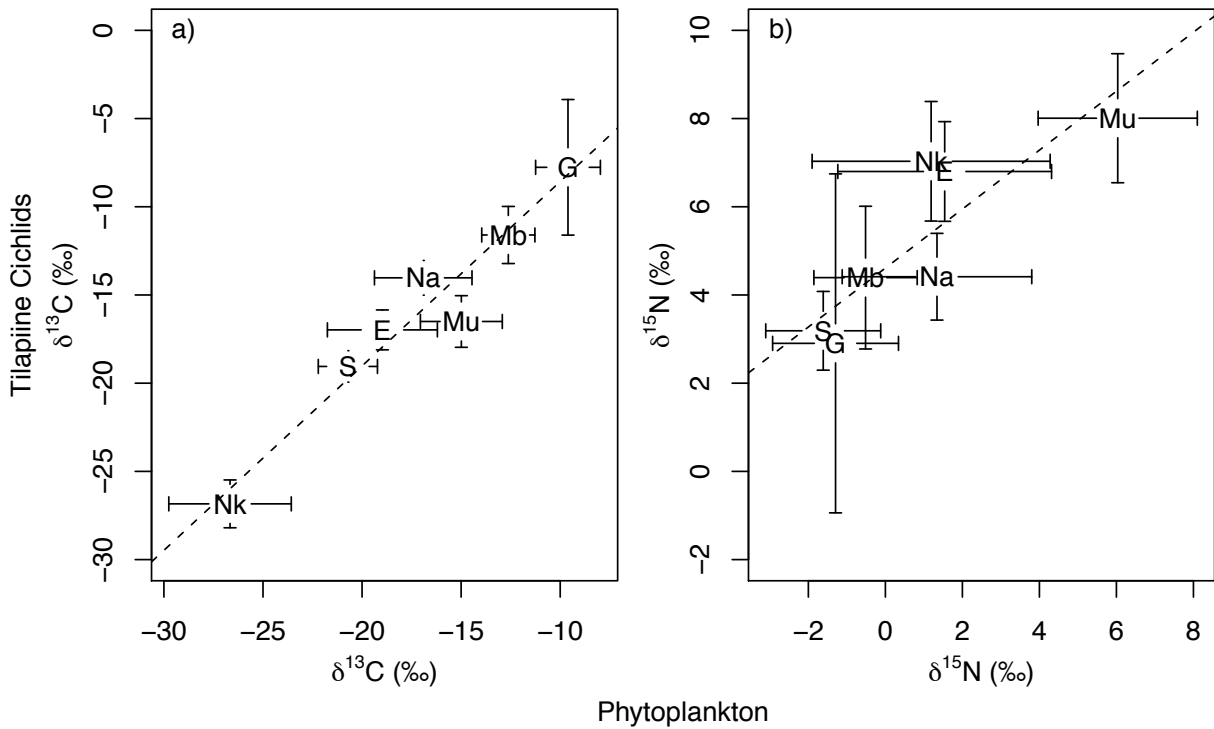 a)
0
−5
−10
−15
−20
−25
−30
Tilapiine Cichlids
δ13C (‰)
G
Mb
Na
Mu
E
S
Nk
−30 −25 −20 −15 −10
δ13C (‰)
b)
10
8
6
4
2
0
−2
δ15N (‰)
Mu
Nk
E
Mb
Na
S
G
−2 0 2 4 6 8
δ15N (‰)
Phytoplankton